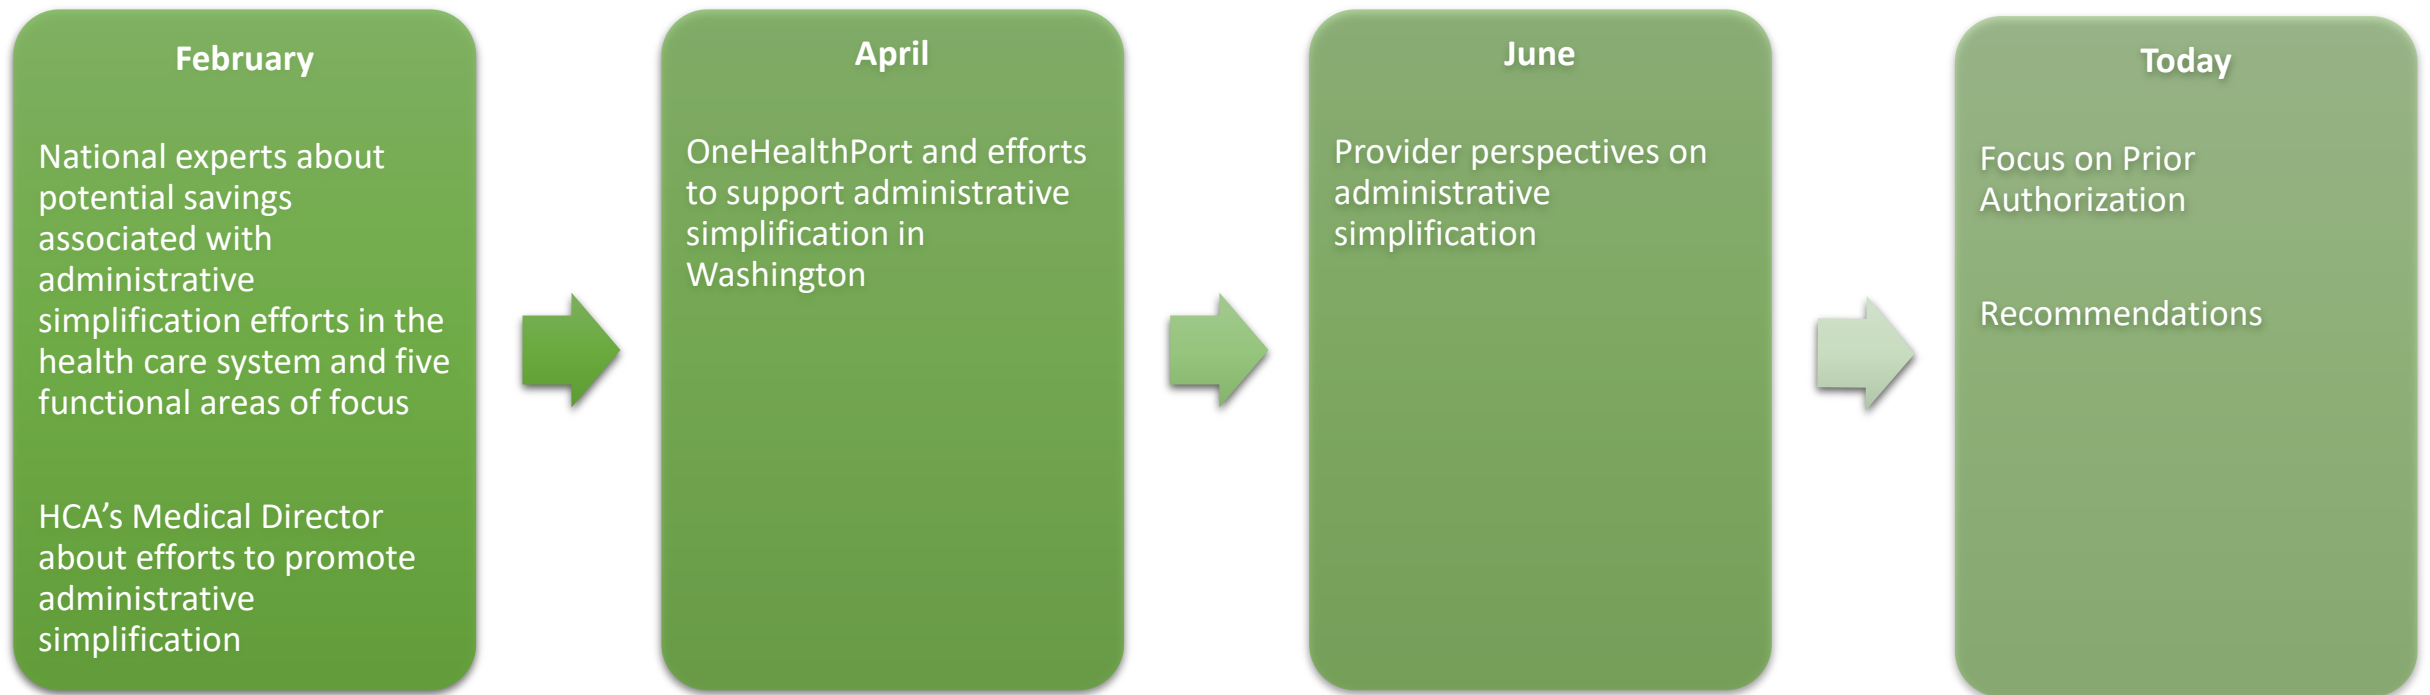 February
National experts about
potential savings
associated with
administrative
simplification efforts in the
health care system and five
functional areas of focus
HCA’s Medical Director
about efforts to promote
administrative
simplification
April
OneHealthPort and efforts
to support administrative
simplification in
Washington
June
Provider perspectives on
administrative
simplification
Today
Focus on Prior
Authorization
Recommendations